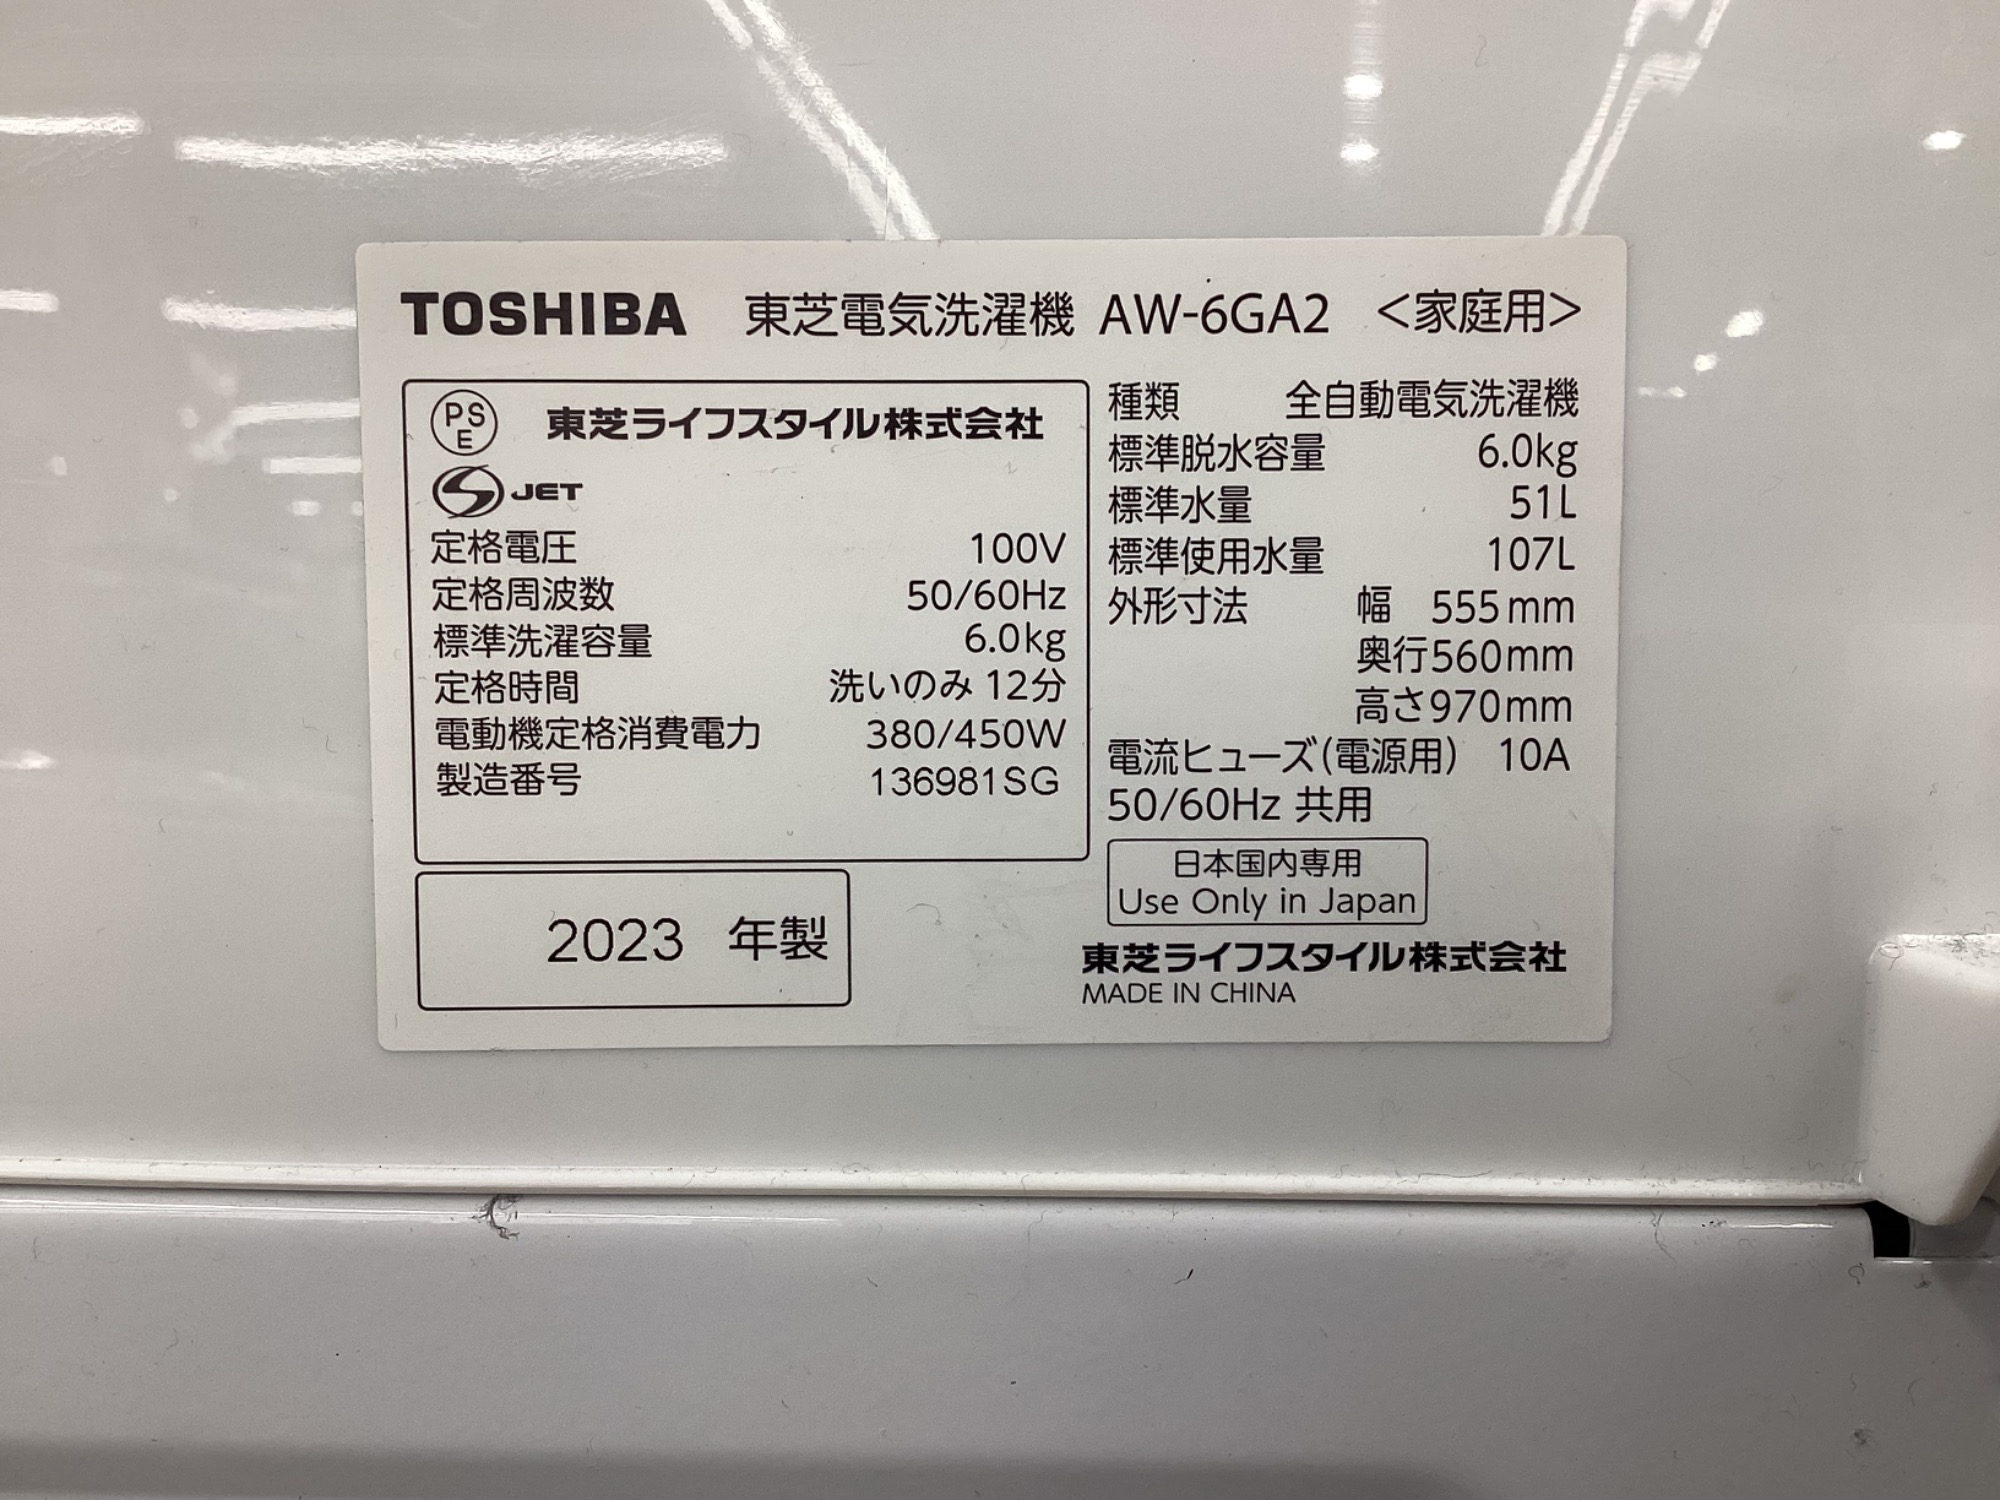 TOSHIBA 東芝電気洗濯機 AW-6GA2 <家庭用>
PSE 東芝ライフスタイル株式会社
S JET
定格電圧 100V
定格周波数 50/60Hz
標準洗濯容量 6.0kg
定格時間 洗いのみ 12分
電動機定格消費電力 380/450W
製造番号 136981SG
2023 年製
種類 全自動電気洗濯機
標準脱水容量 6.0kg
標準水量 51L
標準使用水量 107L
外形寸法 幅 555mm
奥行560mm
高さ970mm
電流ヒューズ(電源用) 10A
50/60Hz 共用
日本国内専用
Use Only in Japan
東芝ライフスタイル株式会社
MADE IN CHINA